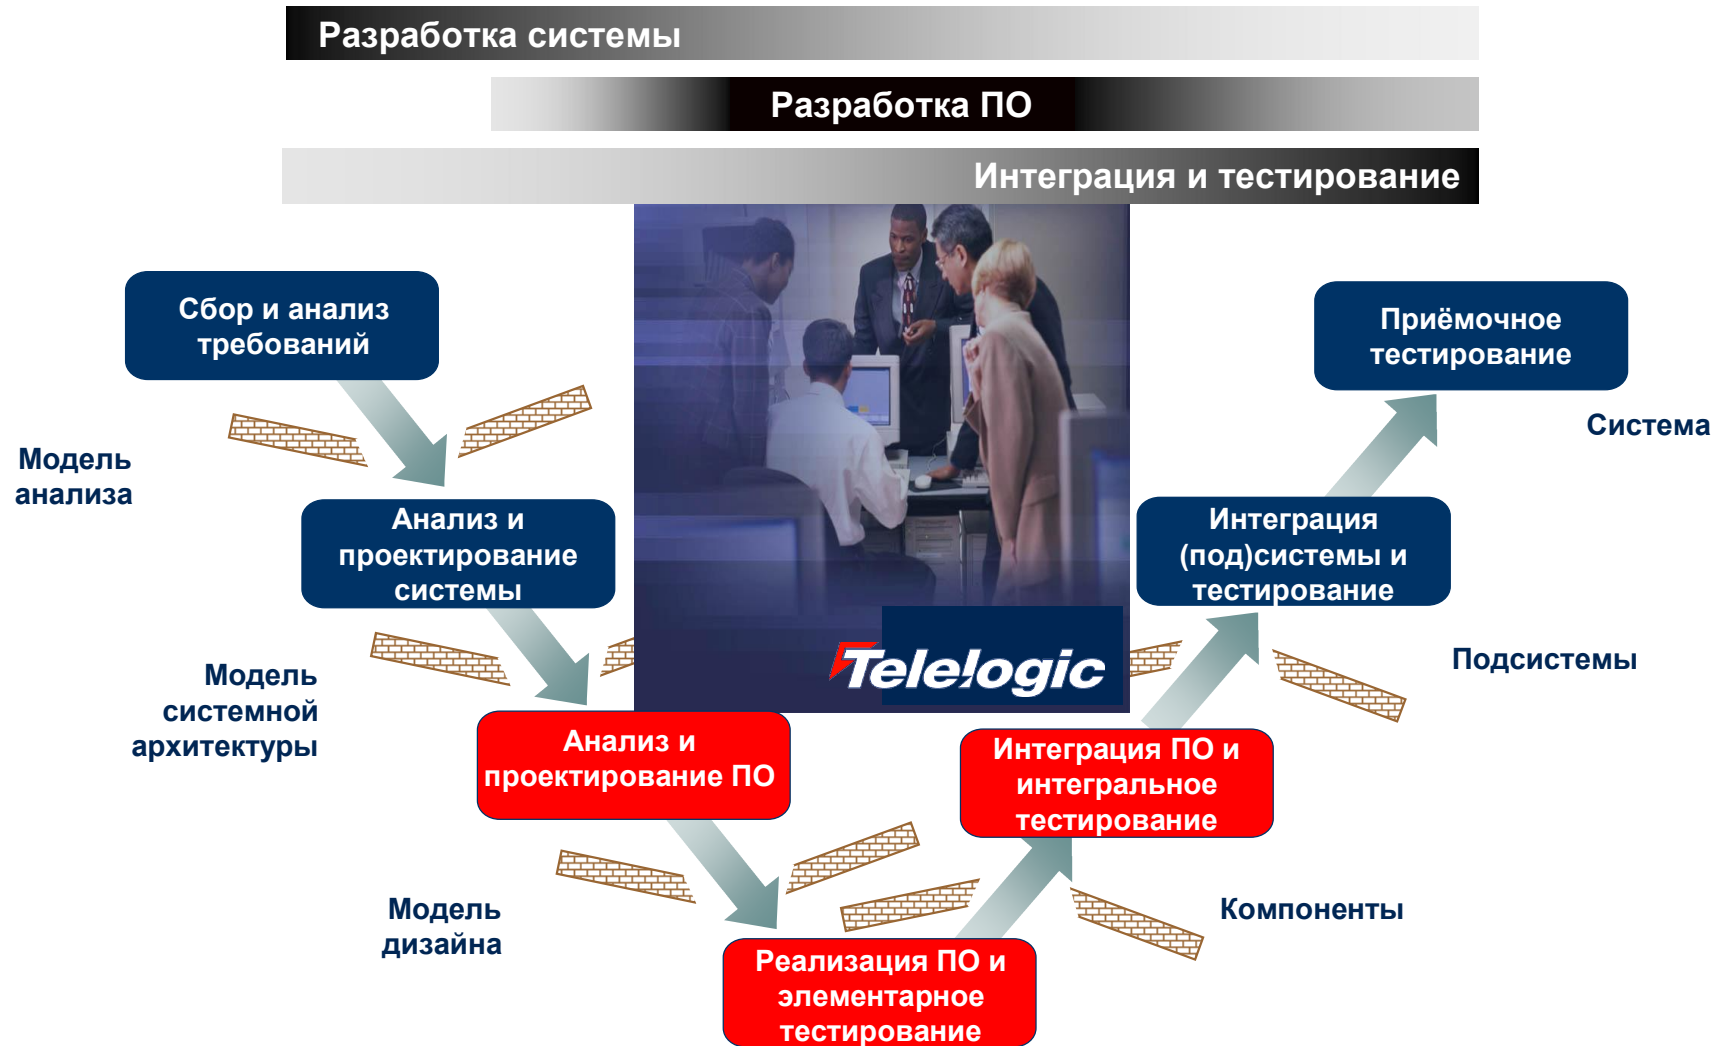 Разработка системы
Разработка ПО
Интеграция и тестирование
Сбор и анализ
требований
Приёмочное
тестирование
Модель
анализа
Система
Анализ и
проектирование
системы
Интеграция
(под)системы и
тестирование
Модель
системной
архитектуры
Telelogic
Подсистемы
Анализ и
проектирование ПО
Интеграция ПО и
интегральное
тестирование
Модель
дизайна
Компоненты
Реализация ПО и
элементарное
тестирование